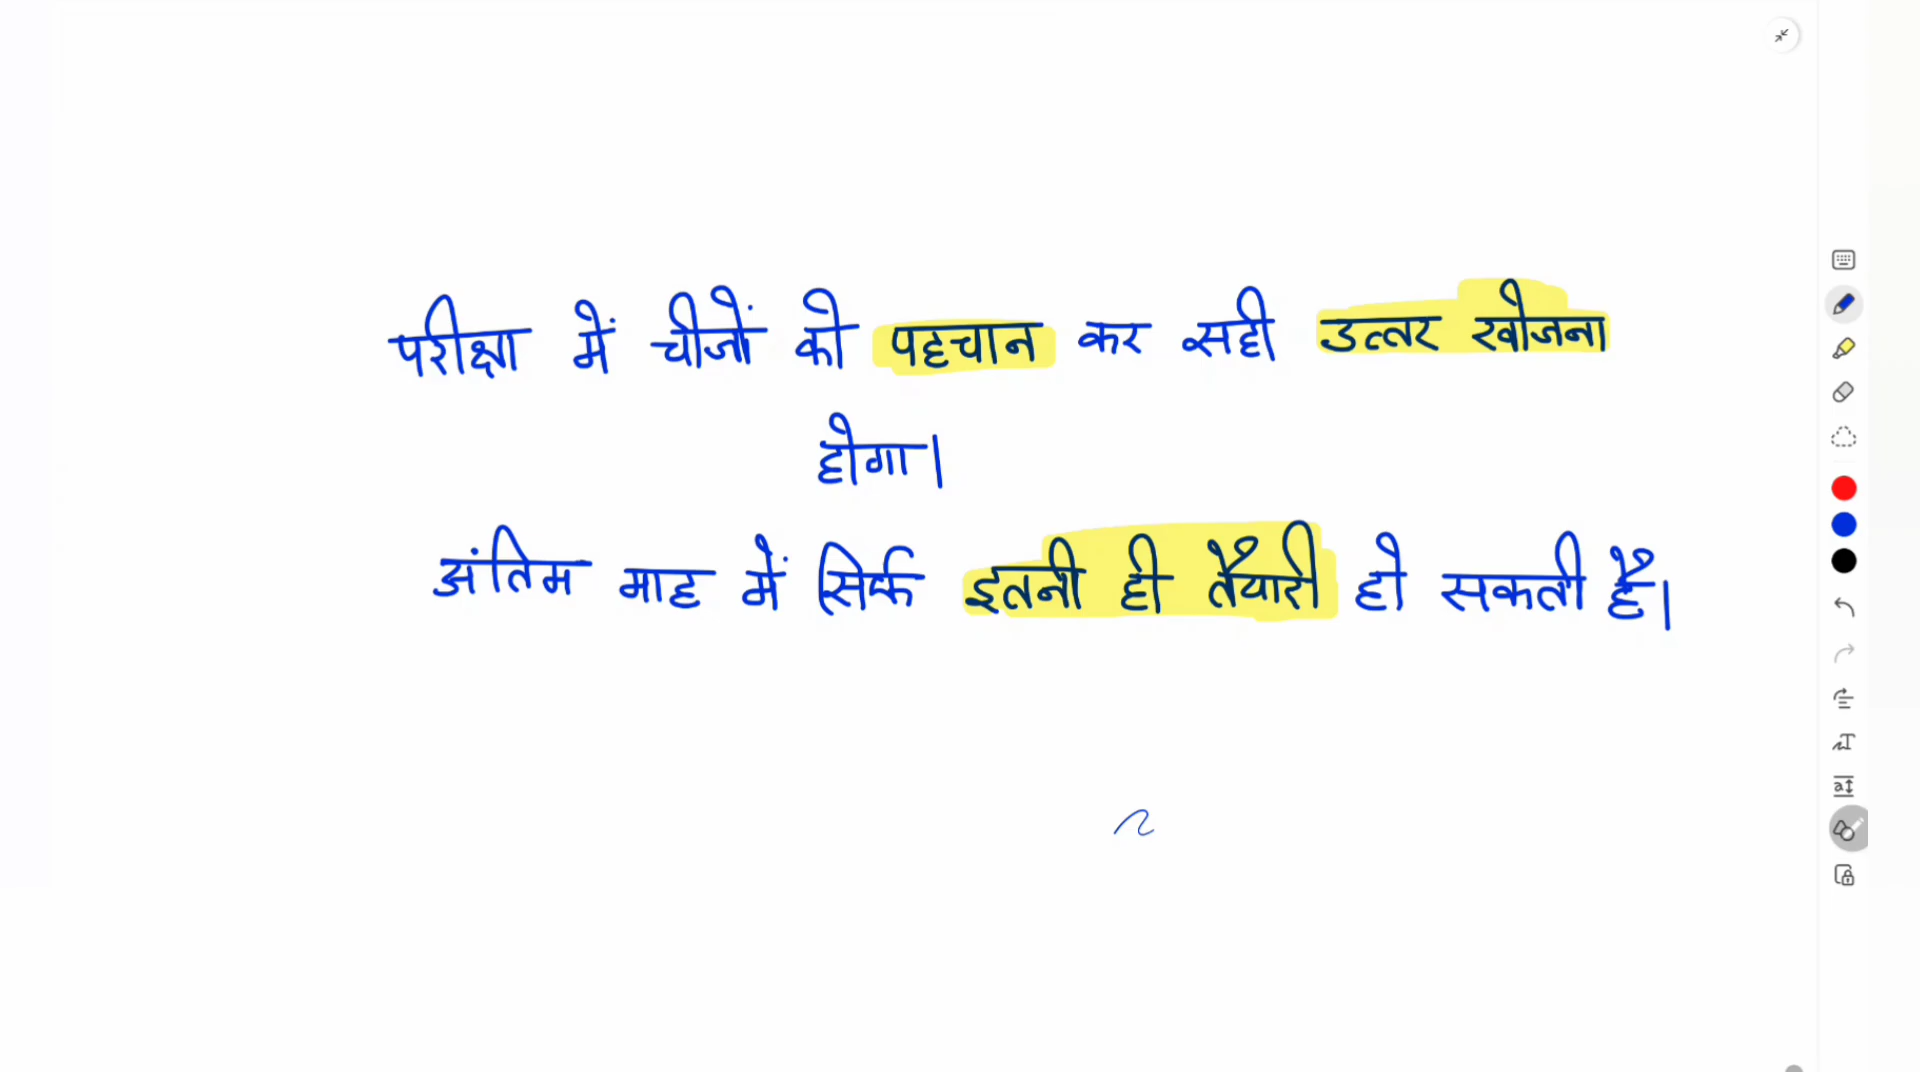 परीक्षा में चीजों को पहचान कर सही उत्तर खोजना
होगा।
अंतिम माह में सिर्फ इतनी ही तैयारी हो सकती है।